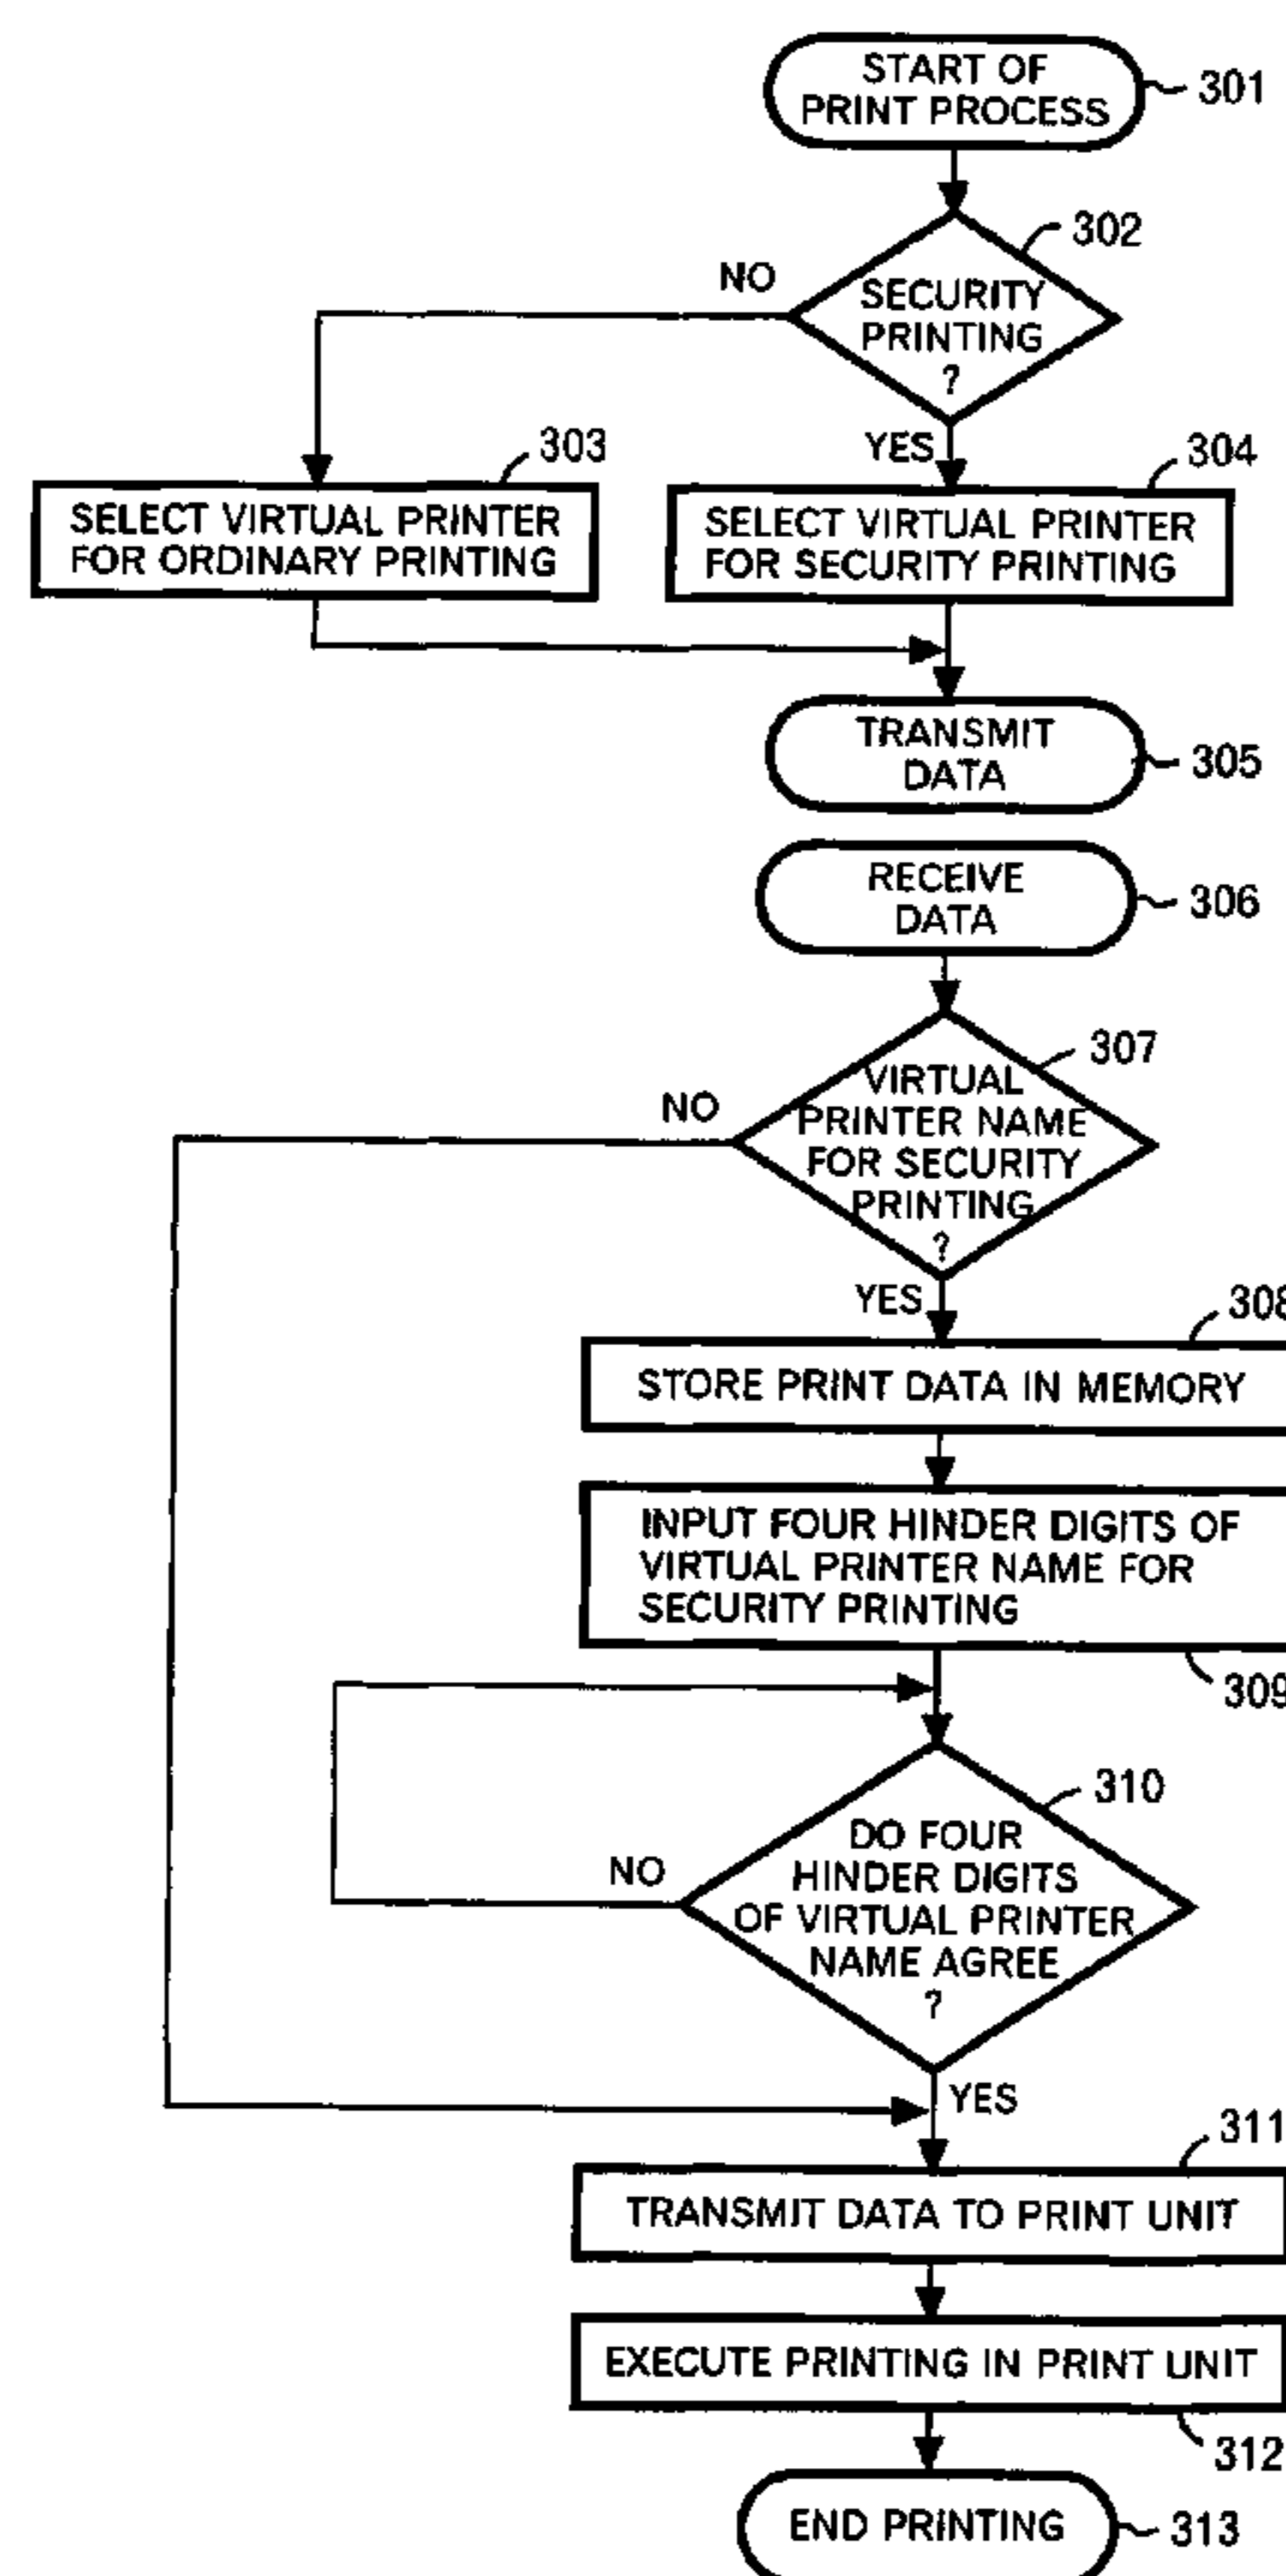 START OF
PRINT PROCESS
301
302
NO
SECURITY
PRINTING
?
YES
303
304
SELECT VIRTUAL PRINTER
FOR ORDINARY PRINTING
SELECT VIRTUAL PRINTER
FOR SECURITY PRINTING
TRANSMIT
DATA
305
RECEIVE
DATA
306
307
NO
VIRTUAL
PRINTER NAME
FOR SECURITY
PRINTING
?
YES
308
STORE PRINT DATA IN MEMORY
INPUT FOUR HINDER DIGITS OF
VIRTUAL PRINTER NAME FOR
SECURITY PRINTING
309
310
NO
DO FOUR
HINDER DIGITS
OF VIRTUAL PRINTER
NAME AGREE
?
YES
311
TRANSMIT DATA TO PRINT UNIT
EXECUTE PRINTING IN PRINT UNIT
312
END PRINTING
313